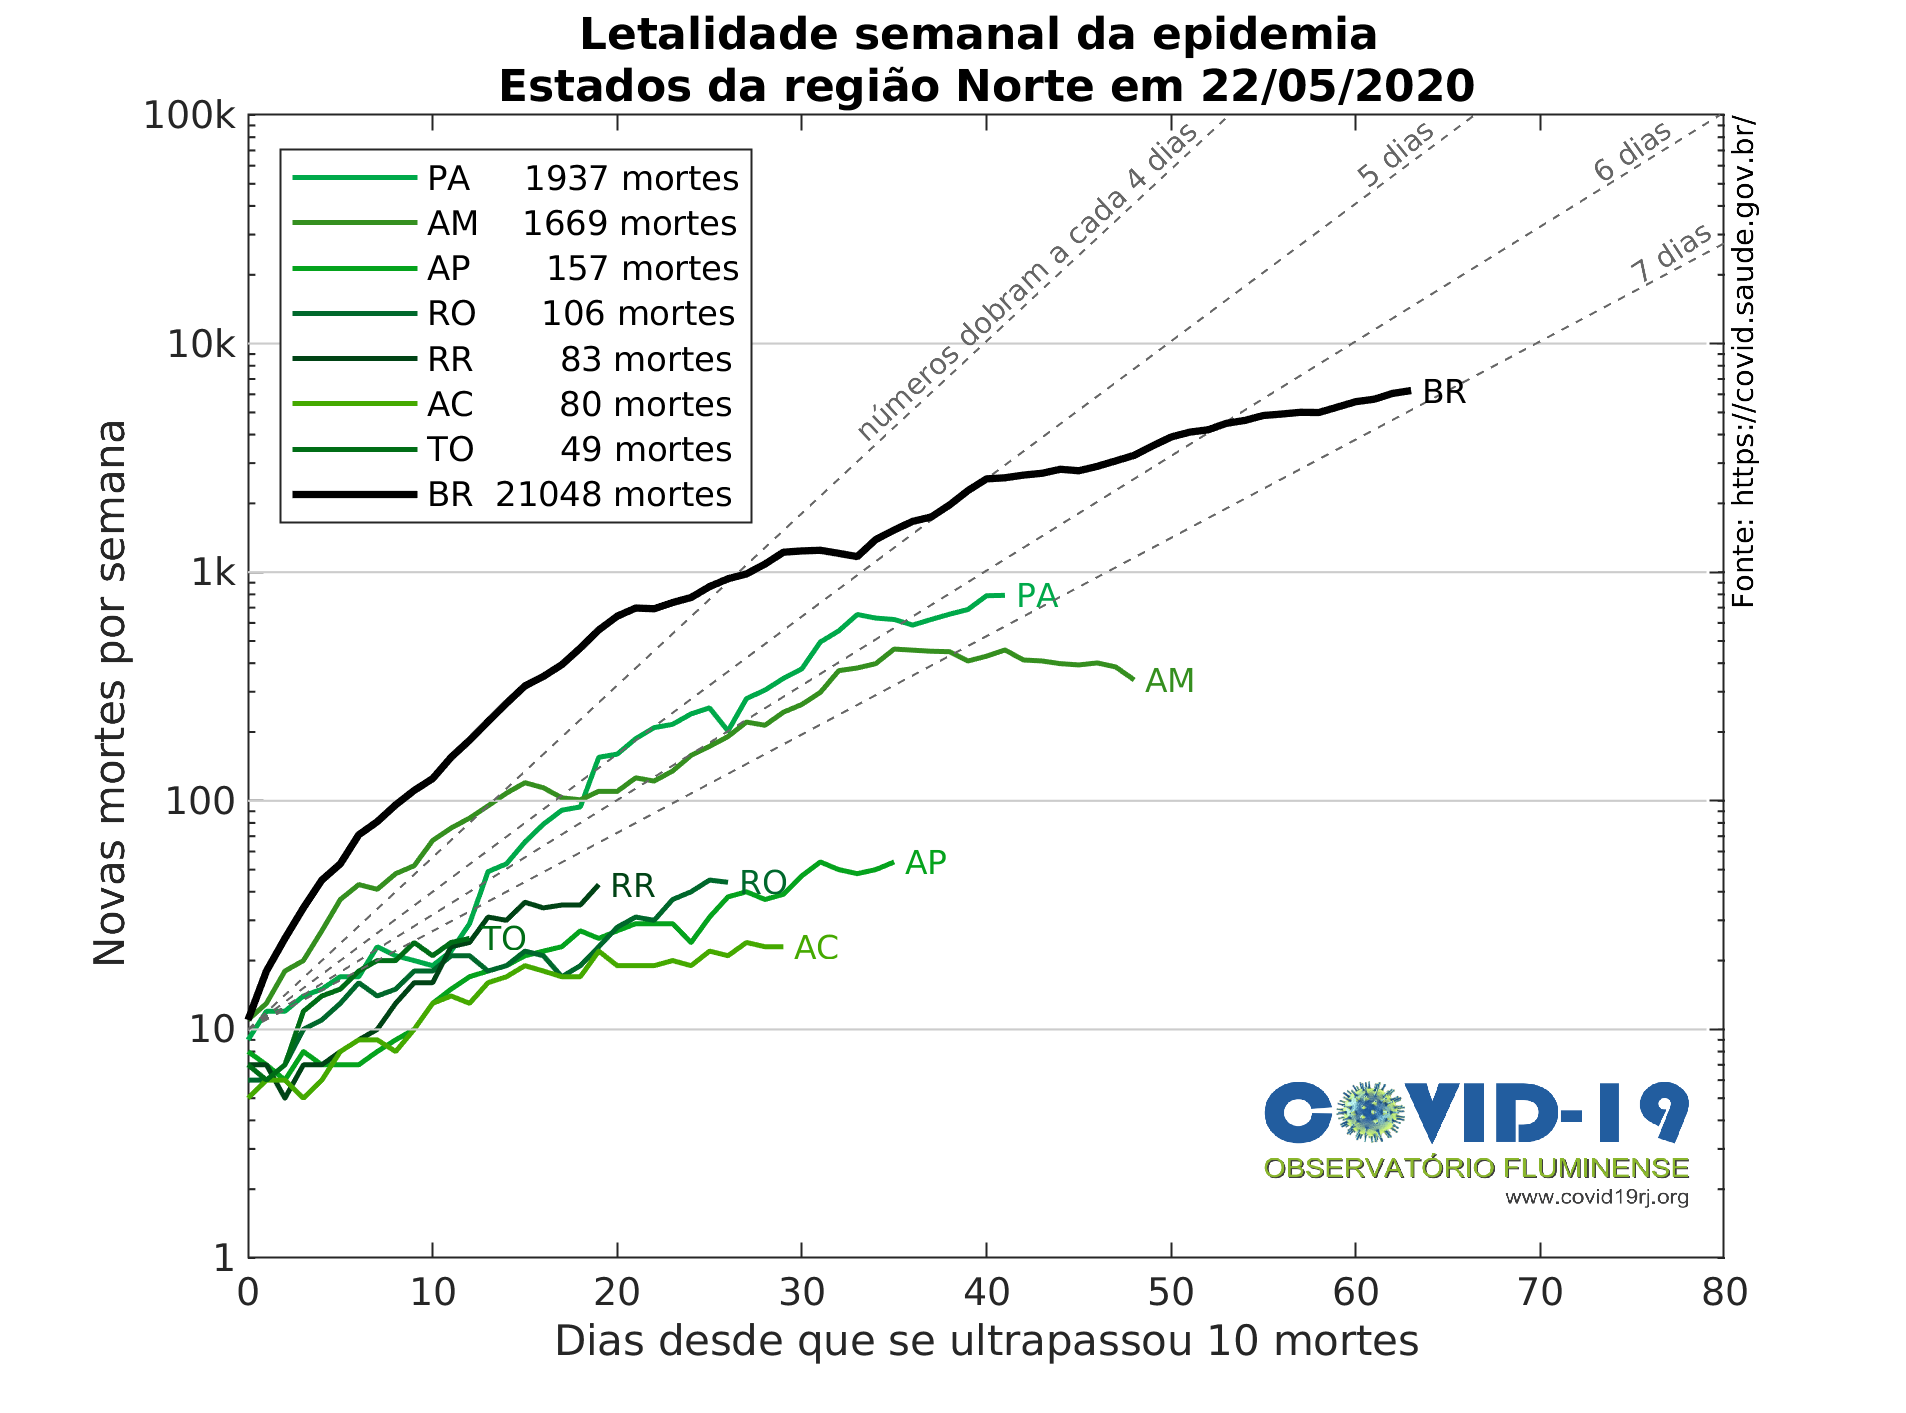 Letalidade semanal da epidemia
Estados da região Norte em 22/05/2020
100k
10k
1k
100
10
1
Novas mortes por semana
PA 1937 mortes
AM 1669 mortes
AP 157 mortes
RO 106 mortes
RR 83 mortes
AC 80 mortes
TO 49 mortes
BR 21048 mortes
números dobram a cada 4 dias
5 dias
6 dias
7 dias
BR
PA
AM
AP
RR
RO
TO
AC
Fonte: https://covid.saude.gov.br/
COVID-19
OBSERVATÓRIO FLUMINENSE
www.covid19rj.org
0 10 20 30 40 50 60 70 80
Dias desde que se ultrapassou 10 mortes